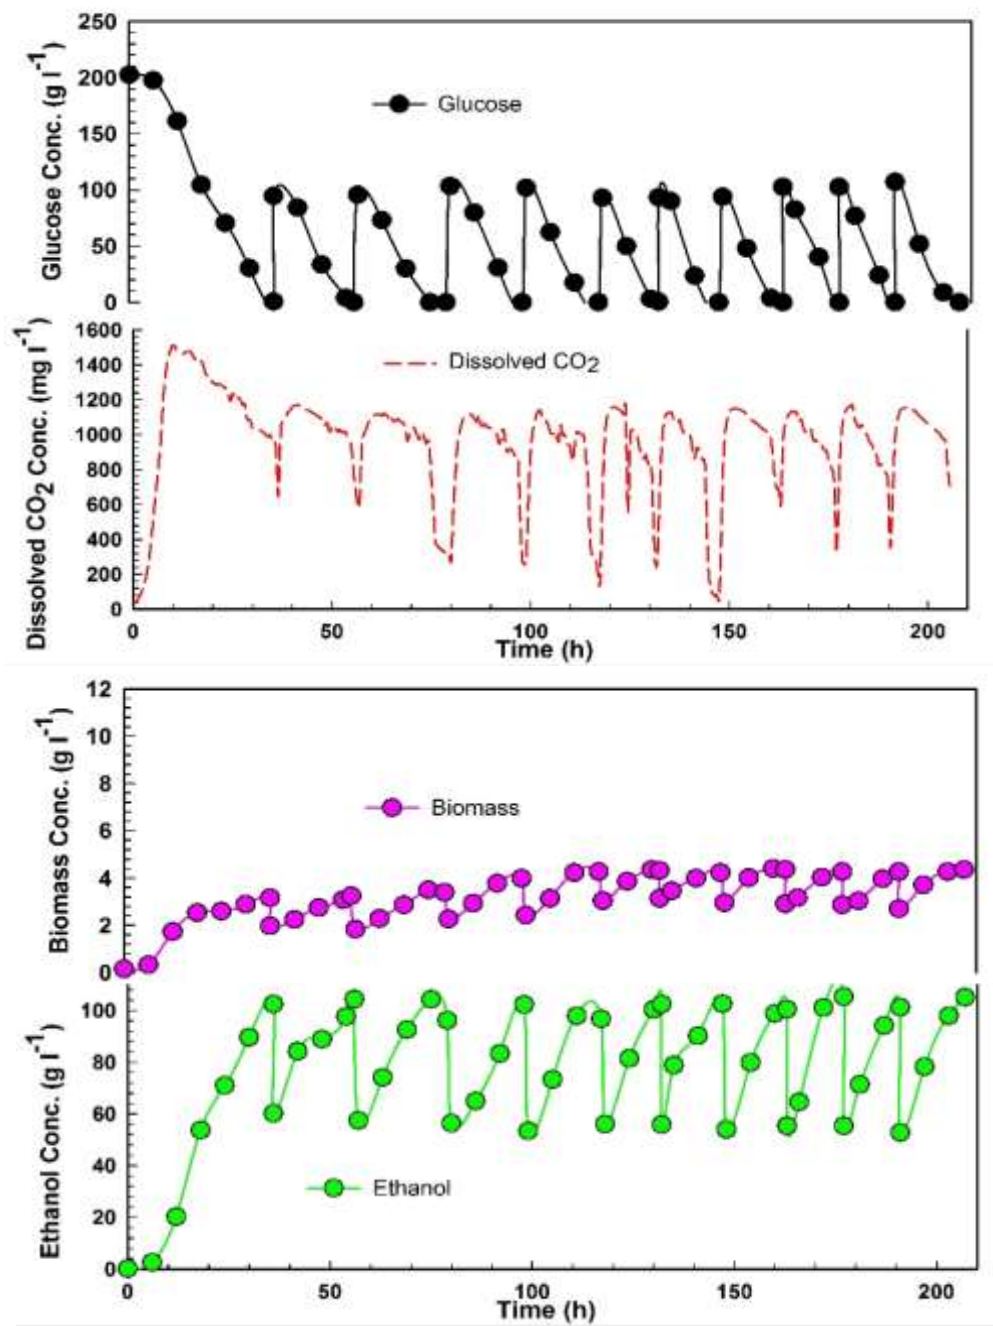 Glucose Conc. (g l⁻¹)
250
200
150
100
50
0
Glucose
Dissolved CO₂ Conc. (mg l⁻¹)
1600
1400
1200
1000
800
600
400
200
0
Dissolved CO₂
0 50 100 150 200
Time (h)
Biomass Conc. (g l⁻¹)
12
10
8
6
4
2
0
Biomass
Ethanol Conc. (g l⁻¹)
100
80
60
40
20
0
Ethanol
0 50 100 150 200
Time (h)